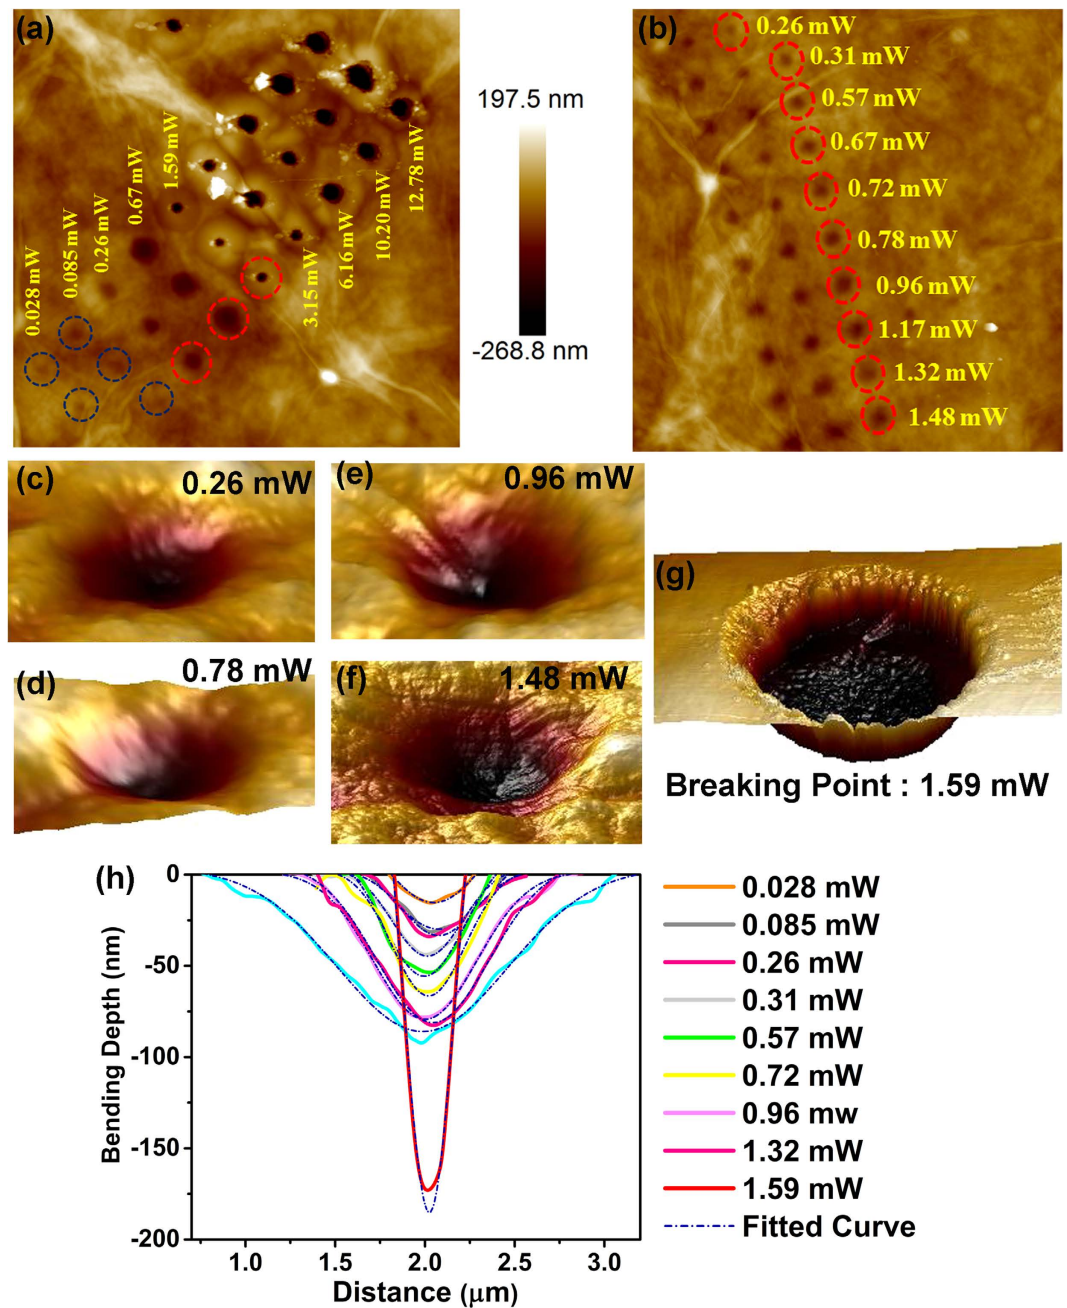 (a)
0.028 mW
0.085 mW
0.26 mW
0.67 mW
1.59 mW
3.15 mW
6.16 mW
10.20 mW
12.78 mW
197.5 nm
-268.8 nm
(b)
0.26 mW
0.31 mW
0.57 mW
0.67 mW
0.72 mW
0.78 mW
0.96 mW
1.17 mW
1.32 mW
1.48 mW
(c)
0.26 mW
(e)
0.96 mW
(d)
0.78 mW
(f)
1.48 mW
(g)
Breaking Point : 1.59 mW
(h)
0
-50
-100
-150
-200
Bending Depth (nm)
1.0
1.5
2.0
2.5
3.0
Distance (μm)
0.028 mW
0.085 mW
0.26 mW
0.31 mW
0.57 mW
0.72 mW
0.96 mw
1.32 mW
1.59 mW
Fitted Curve